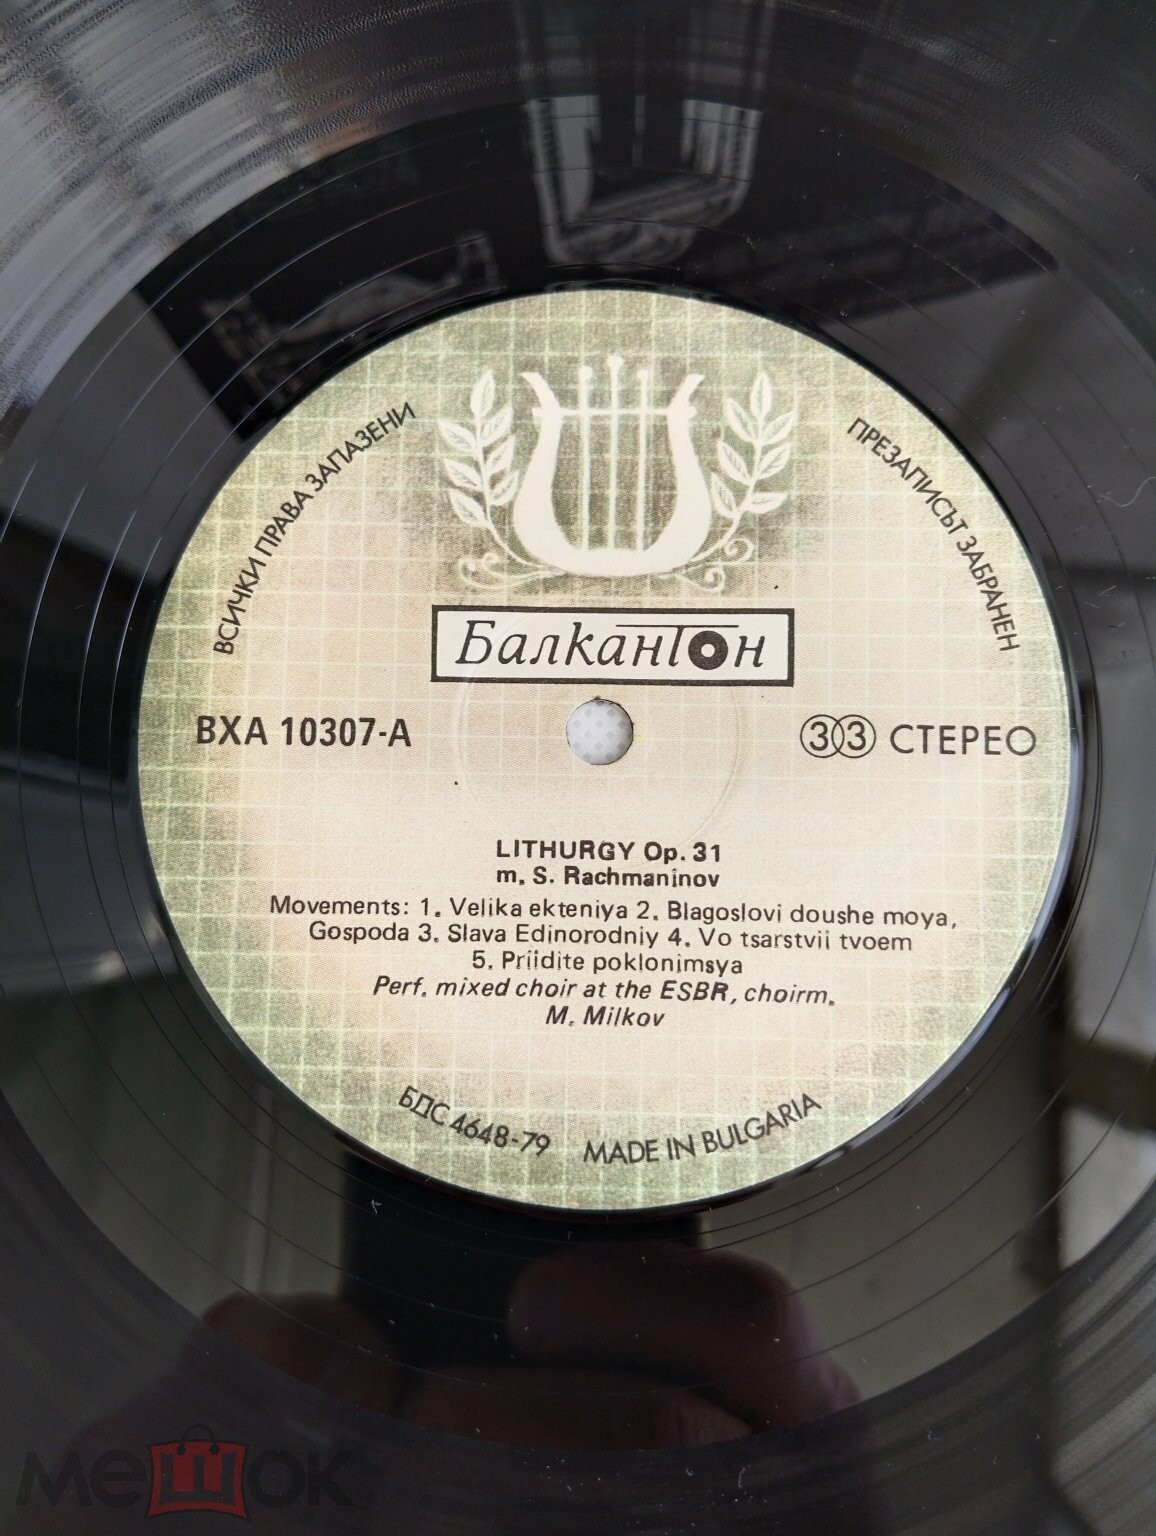 ВСИЧКИ ПРАВА ЗАПАЗЕНИ
ПРЕЗАПИСЪТ ЗАБРАНЕН
Балкантон
ВХА 10307-А
33 СТЕРЕО
LITHURGY Op. 31
m. S. Rachmaninov
Movements: 1. Velika ekteniya 2. Blagoslovi doushe moya,
Gospoda 3. Slava Edinorodniy 4. Vo tsarstvii tvoem
5. Priidite poklonimsya
Perf. mixed choir at the ESBR, choirm.
M. Milkov
БДС 4648-79 MADE IN BULGARIA
мешок